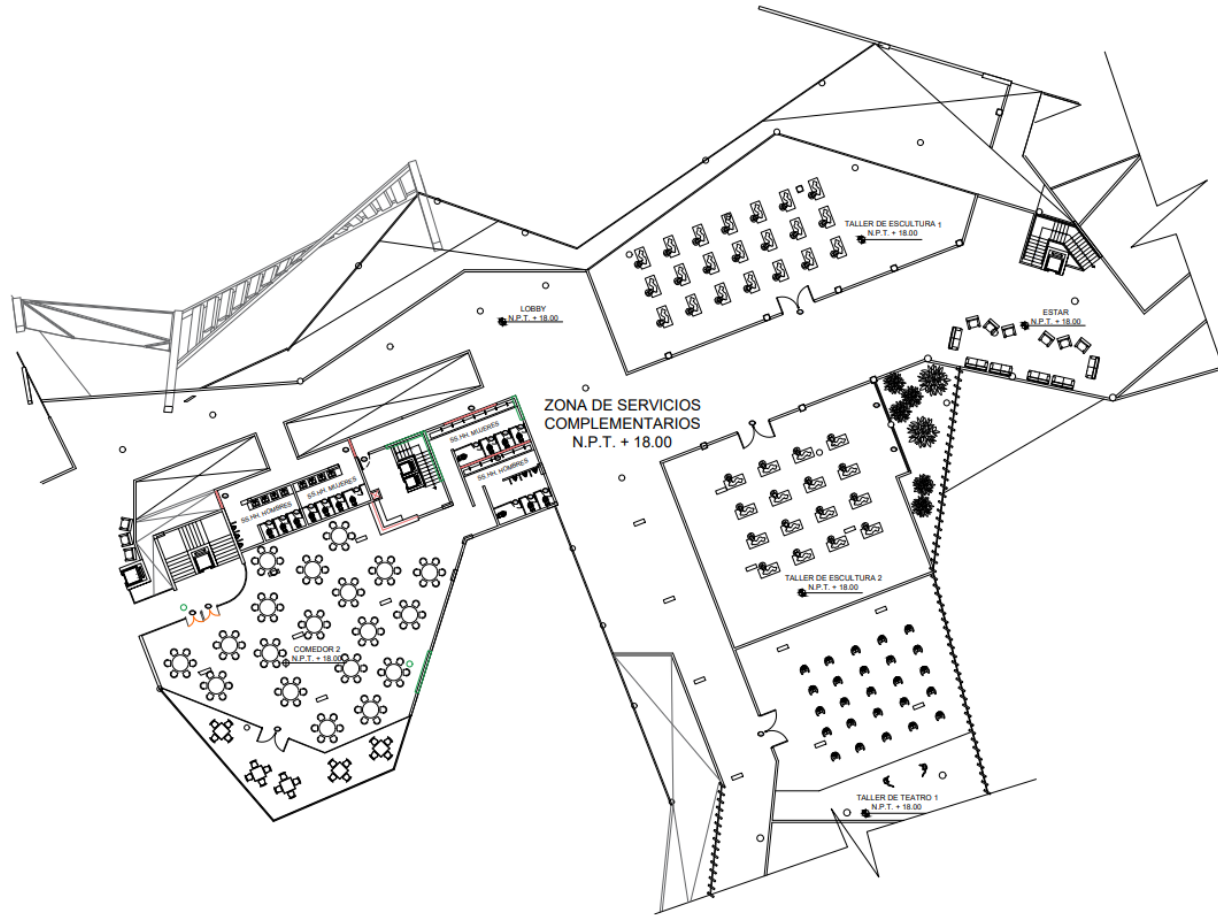 TALLER DE ESCULTURA 1
N.P.T. + 18.00
LOBBY
N.P.T. + 18.00
ESTAR
N.P.T. + 18.00
ZONA DE SERVICIOS
COMPLEMENTARIOS
N.P.T. + 18.00
SS.HH. MUJERES
SS.HH. HOMBRES
SS.HH. MUJERES
SS.HH. HOMBRES
TALLER DE ESCULTURA 2
N.P.T. + 18.00
COMEDOR 2
N.P.T. + 18.00
TALLER DE TEATRO 1
N.P.T. + 18.00